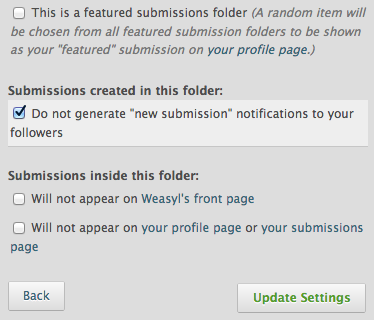 This is a featured submissions folder (A random item will
be chosen from all featured submission folders to be shown
as your "featured" submission on your profile page.)
Submissions created in this folder:
Do not generate "new submission" notifications to your
followers
Submissions inside this folder:
Will not appear on Weasyl's front page
Will not appear on your profile page or your submissions
page
Back
Update Settings